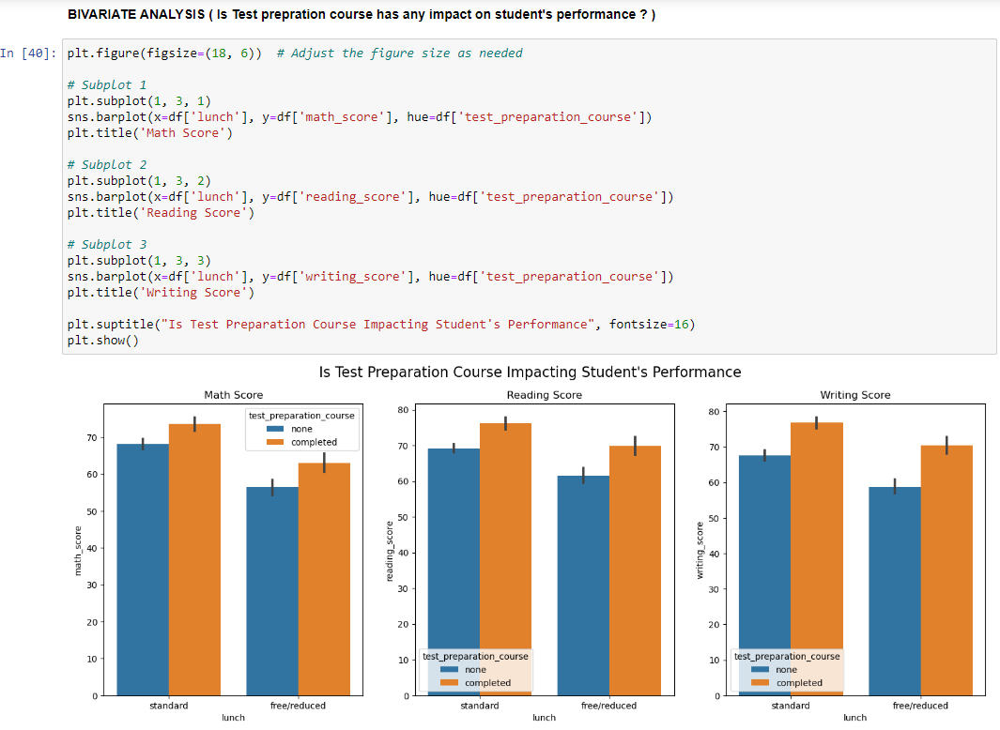 BIVARIATE ANALYSIS ( Is Test prepration course has any impact on student's performance ? )
In [40]: plt.figure(figsize=(18, 6))  # Adjust the figure size as needed
# Subplot 1
plt.subplot(1, 3, 1)
sns.barplot(x=df['lunch'], y=df['math_score'], hue=df['test_preparation_course'])
plt.title('Math Score')
# Subplot 2
plt.subplot(1, 3, 2)
sns.barplot(x=df['lunch'], y=df['reading_score'], hue=df['test_preparation_course'])
plt.title('Reading Score')
# Subplot 3
plt.subplot(1, 3, 3)
sns.barplot(x=df['lunch'], y=df['writing_score'], hue=df['test_preparation_course'])
plt.title('Writing Score')
plt.suptitle("Is Test Preparation Course Impacting Student's Performance", fontsize=16)
plt.show()
Is Test Preparation Course Impacting Student's Performance
Math Score
test_preparation_course
none
completed
70
60
50
40
30
20
10
0
math_score
standard
free/reduced
lunch
Reading Score
80
70
60
50
40
30
20
10
0
reading_score
test_preparation_course
none
completed
standard
free/reduced
lunch
Writing Score
80
70
60
50
40
30
20
10
0
writing_score
test_preparation_course
none
completed
standard
free/reduced
lunch